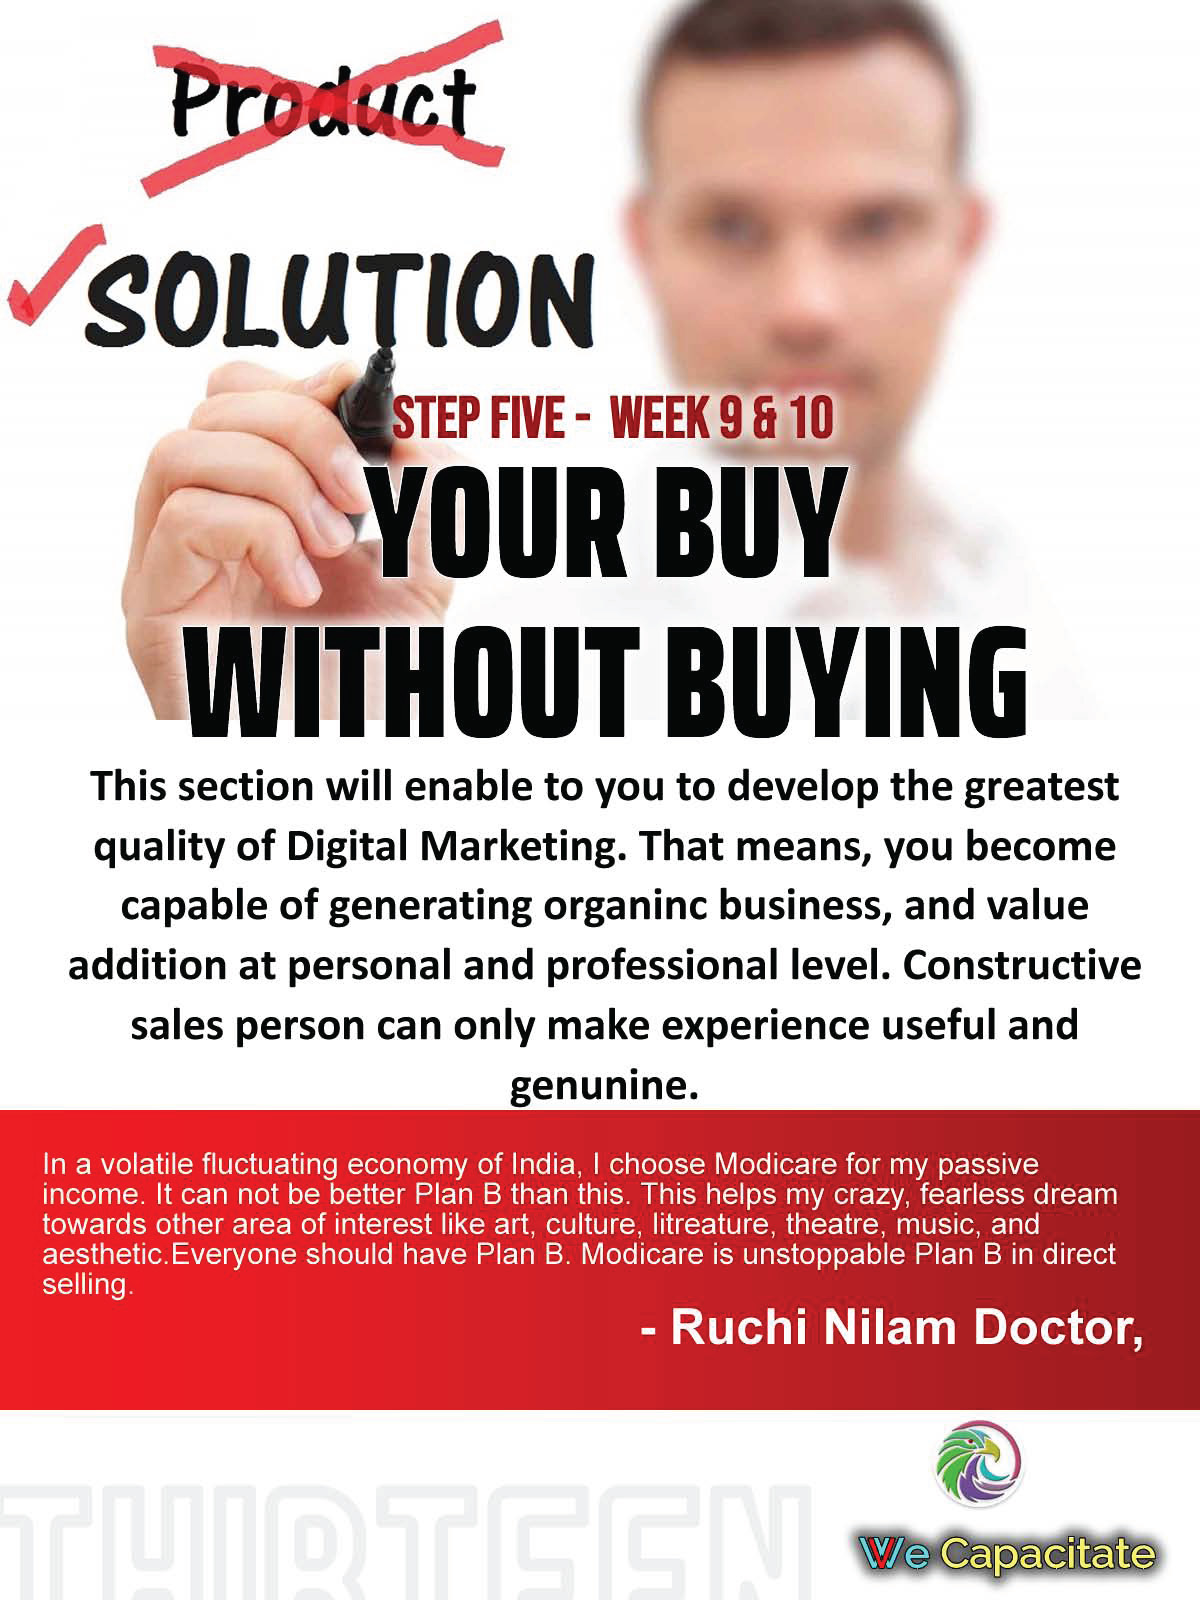 Product
SOLUTION
STEP FIVE - WEEK 9 & 10
YOUR BUY
WITHOUT BUYING
This section will enable to you to develop the greatest
quality of Digital Marketing. That means, you become
capable of generating organinc business, and value
addition at personal and professional level. Constructive
sales person can only make experience useful and
genunine.
In a volatile fluctuating economy of India, I choose Modicare for my passive
income. It can not be better Plan B than this. This helps my crazy, fearless dream
towards other area of interest like art, culture, litreature, theatre, music, and
aesthetic.Everyone should have Plan B. Modicare is unstoppable Plan B in direct
selling.
- Ruchi Nilam Doctor,
THIRTEEN
We Capacitate